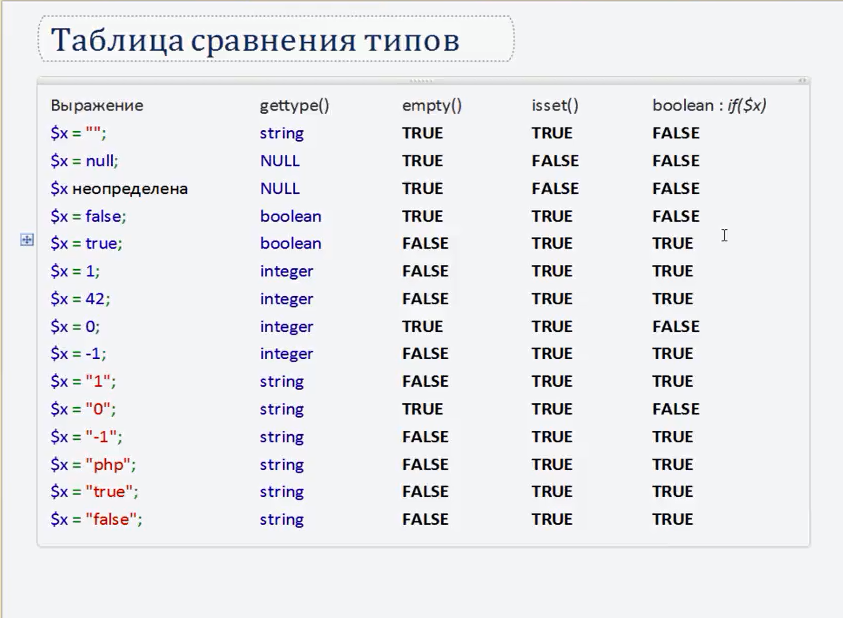 Таблица сравнения типов
Выражение gettype() empty() isset() boolean : if($x)
$x = ""; string TRUE TRUE FALSE
$x = null; NULL TRUE FALSE FALSE
$x неопределена NULL TRUE FALSE FALSE
$x = false; boolean TRUE TRUE FALSE
$x = true; boolean FALSE TRUE TRUE
$x = 1; integer FALSE TRUE TRUE
$x = 42; integer FALSE TRUE TRUE
$x = 0; integer TRUE TRUE FALSE
$x = -1; integer FALSE TRUE TRUE
$x = "1"; string FALSE TRUE TRUE
$x = "0"; string TRUE TRUE FALSE
$x = "-1"; string FALSE TRUE TRUE
$x = "php"; string FALSE TRUE TRUE
$x = "true"; string FALSE TRUE TRUE
$x = "false"; string FALSE TRUE TRUE